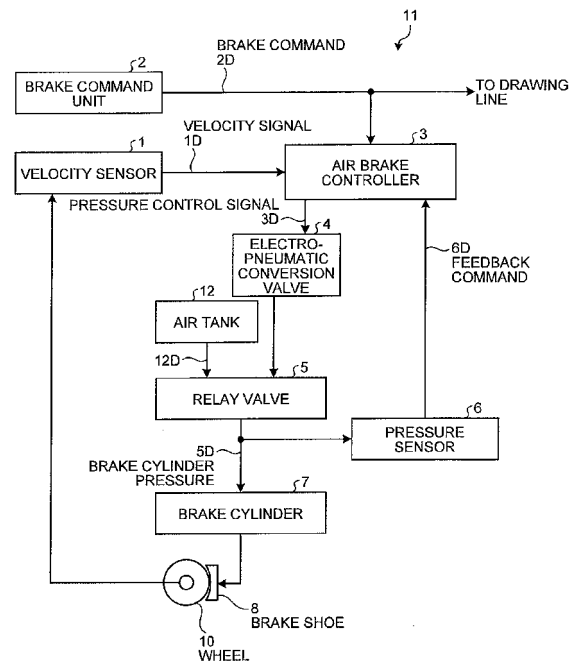 11
BRAKE COMMAND
2D
2
BRAKE COMMAND
UNIT
TO DRAWING
LINE
VELOCITY SIGNAL
1D
1
VELOCITY SENSOR
3
AIR BRAKE
CONTROLLER
PRESSURE CONTROL SIGNAL
3D
4
ELECTRO-
PNEUMATIC
CONVERSION
VALVE
6D
FEEDBACK
COMMAND
12
AIR TANK
12D
5
RELAY VALVE
6
PRESSURE
SENSOR
5D
BRAKE CYLINDER
PRESSURE
7
BRAKE CYLINDER
8
BRAKE SHOE
10
WHEEL